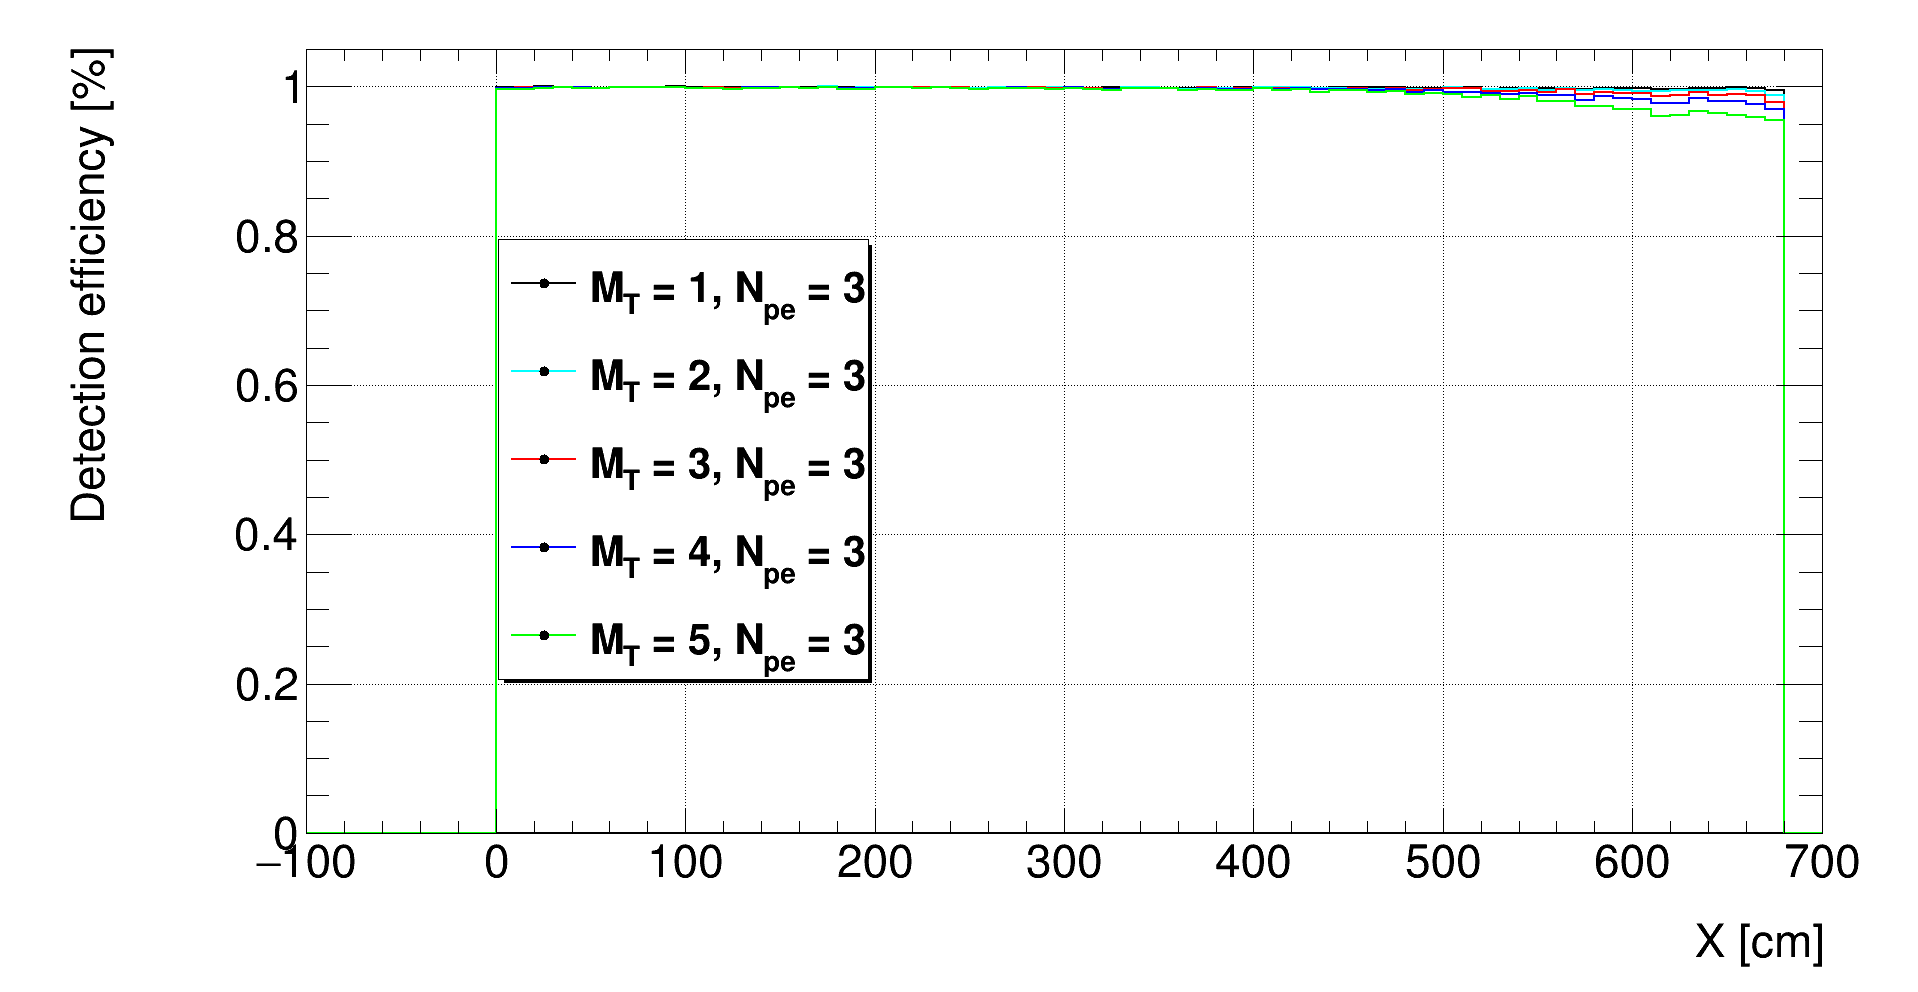 Detection efficiency [%]
1
0.8
0.6
0.4
0.2
0
M_T = 1, N_pe = 3
M_T = 2, N_pe = 3
M_T = 3, N_pe = 3
M_T = 4, N_pe = 3
M_T = 5, N_pe = 3
−100 0 100 200 300 400 500 600 700
X [cm]